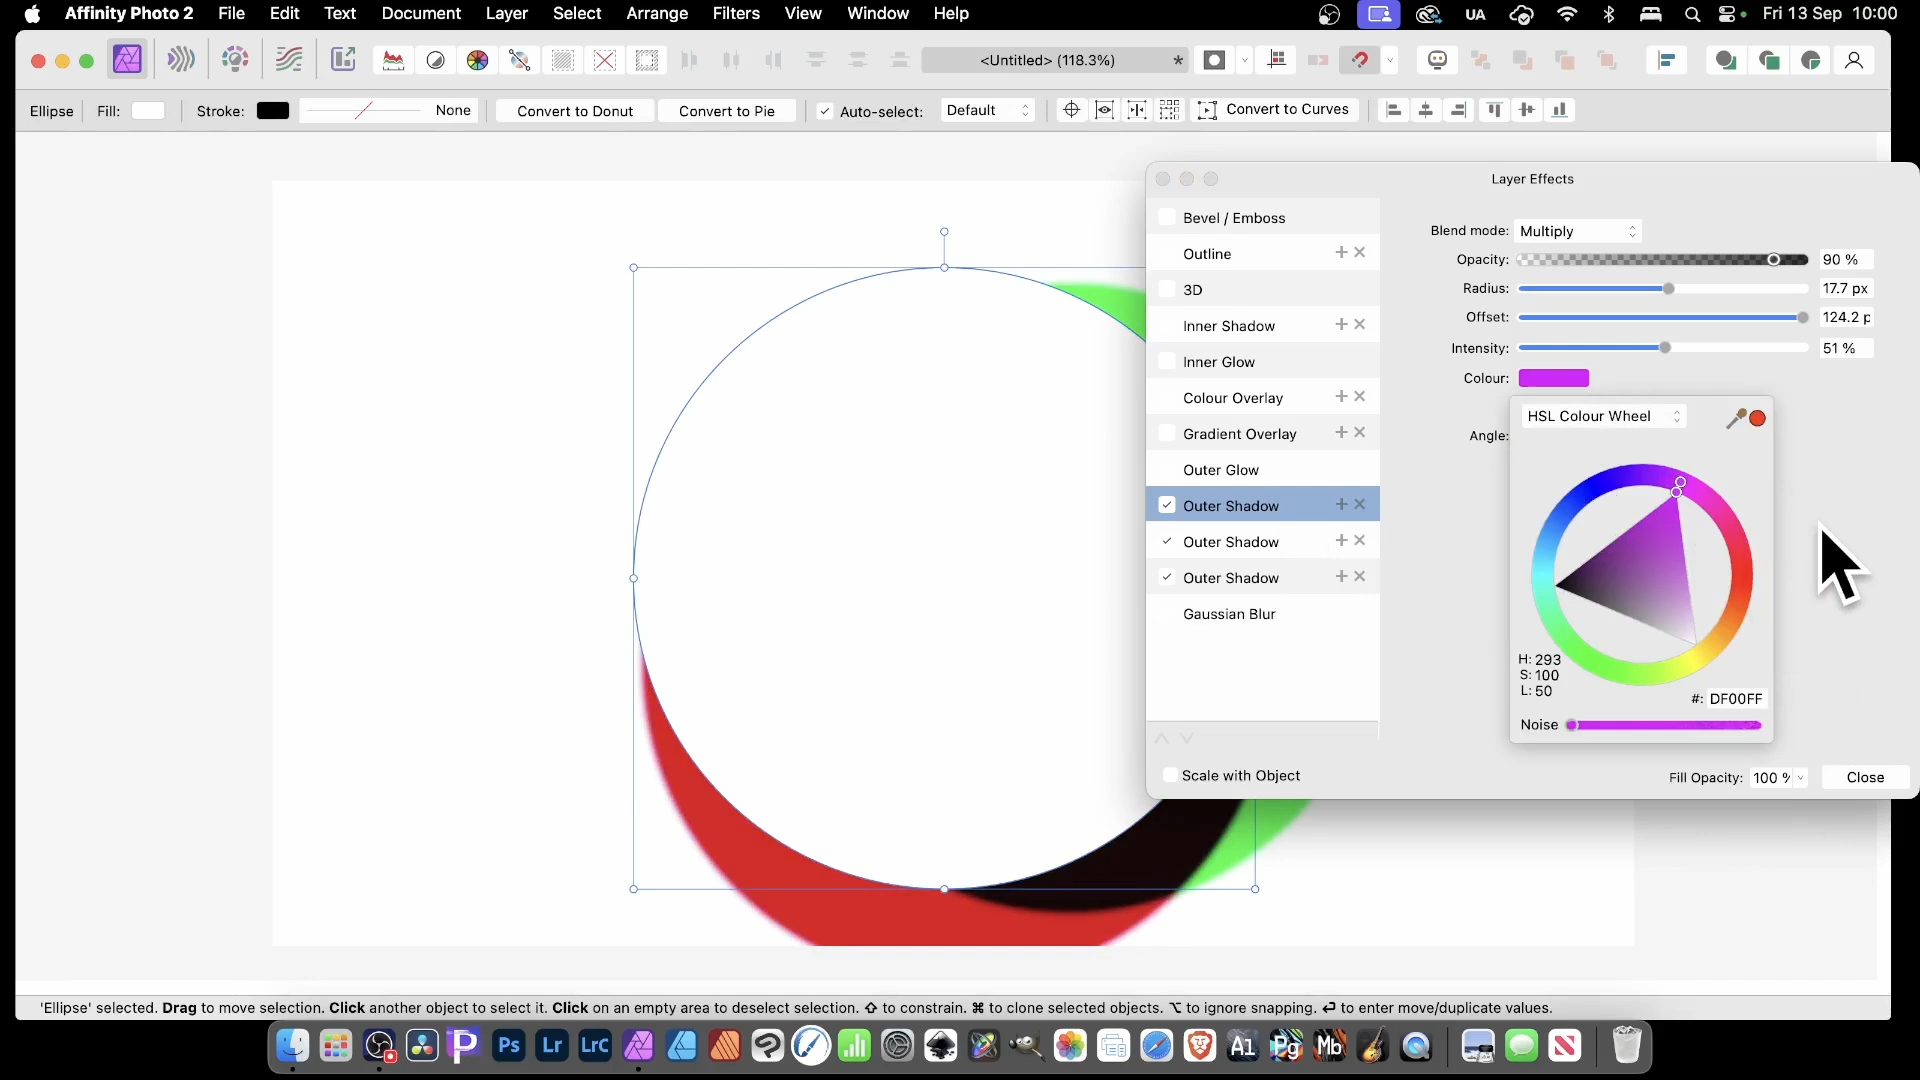 Affinity Photo 2 File Edit Text Document Layer Select Arrange Filters View Window Help UA Fri 13 Sep 10:00
<Untitled> (118.3%) *
Ellipse Fill: Stroke: None Convert to Donut Convert to Pie Auto-select: Default Convert to Curves
Layer Effects
Bevel / Emboss
Outline
3D
Inner Shadow
Inner Glow
Colour Overlay
Gradient Overlay
Outer Glow
Outer Shadow
Outer Shadow
Outer Shadow
Gaussian Blur
Scale with Object
Blend mode: Multiply
Opacity: 90 %
Radius: 17.7 px
Offset: 124.2 p
Intensity: 51 %
Colour:
Angle:
HSL Colour Wheel
H: 293
S: 100
L: 50
#: DF00FF
Noise
Fill Opacity: 100 % Close
'Ellipse' selected. Drag to move selection. Click another object to select it. Click on an empty area to deselect selection. ⇧ to constrain. ⌘ to clone selected objects. ⌥ to ignore snapping. ↵ to enter move/duplicate values.
Ps Lr LrC AI Pg Mb